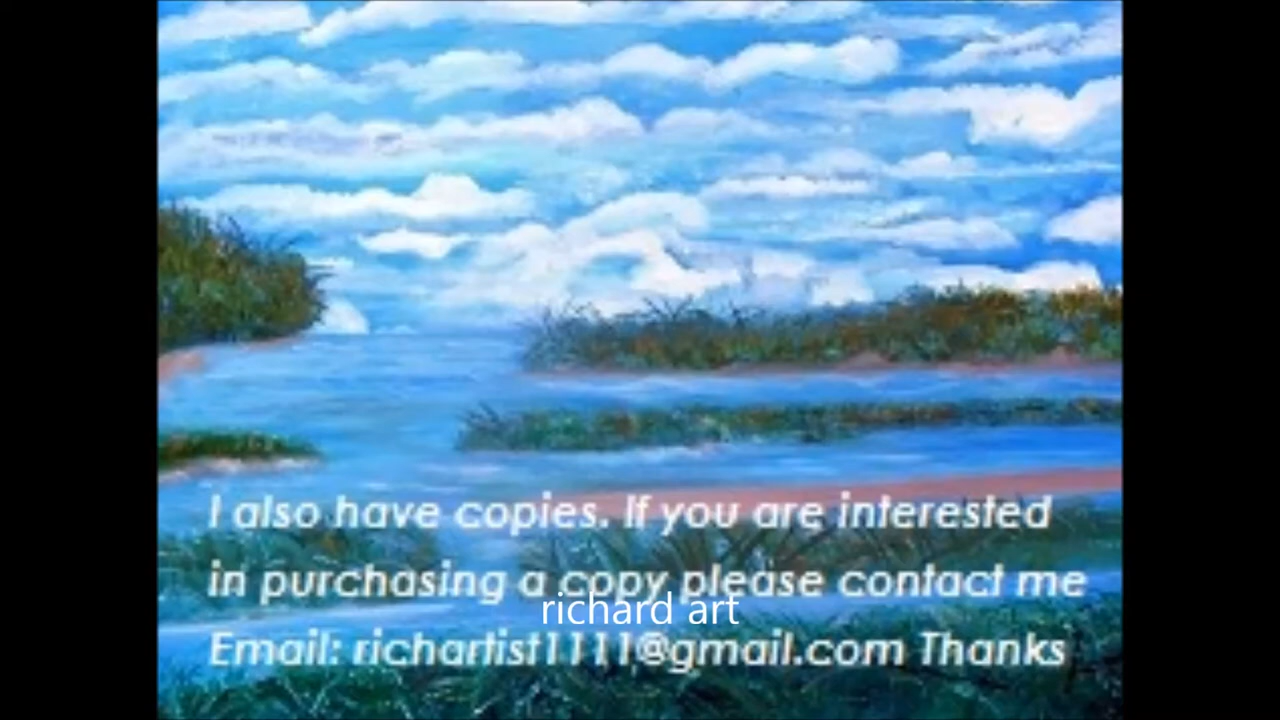 I also have copies. If you are interested
in purchasing a copy please contact me
richard art
Email: richartist1111@gmail.com Thanks